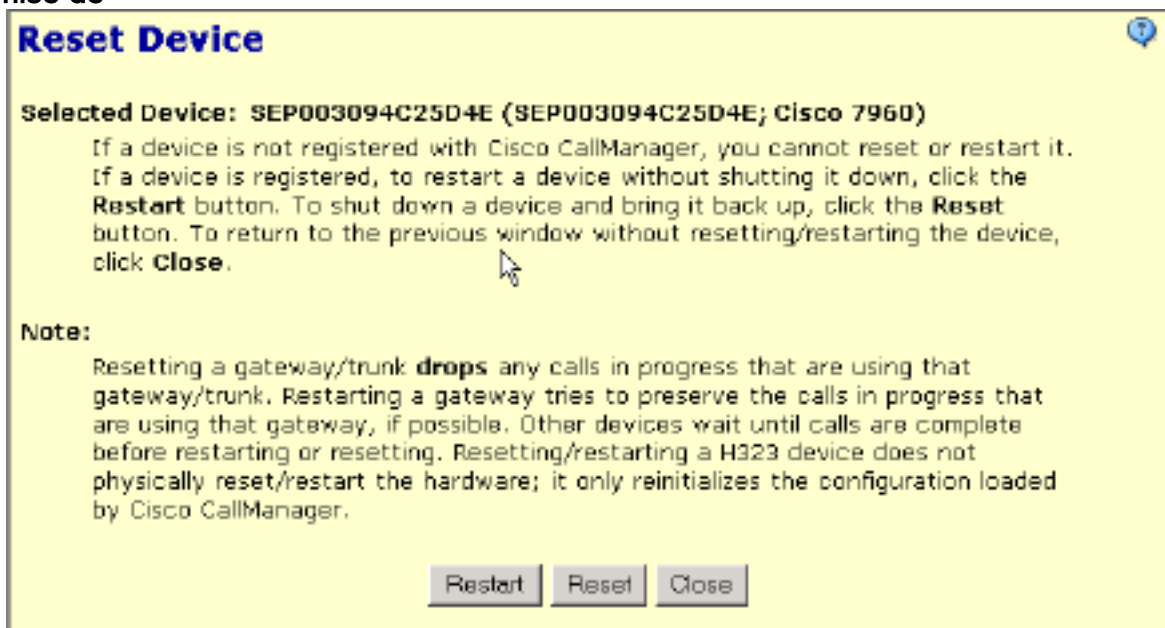 Reset Device
Selected Device: SEP003094C25D4E (SEP003094C25D4E; Cisco 7960)
If a device is not registered with Cisco CallManager, you cannot reset or restart it.
If a device is registered, to restart a device without shutting it down, click the
Restart button. To shut down a device and bring it back up, click the Reset
button. To return to the previous window without resetting/restarting the device,
click Close.
Note:
Resetting a gateway/trunk drops any calls in progress that are using that
gateway/trunk. Restarting a gateway tries to preserve the calls in progress that
are using that gateway, if possible. Other devices wait until calls are complete
before restarting or resetting. Resetting/restarting a H323 device does not
physically reset/restart the hardware; it only reinitializes the configuration loaded
by Cisco CallManager.
Restart Reset Close